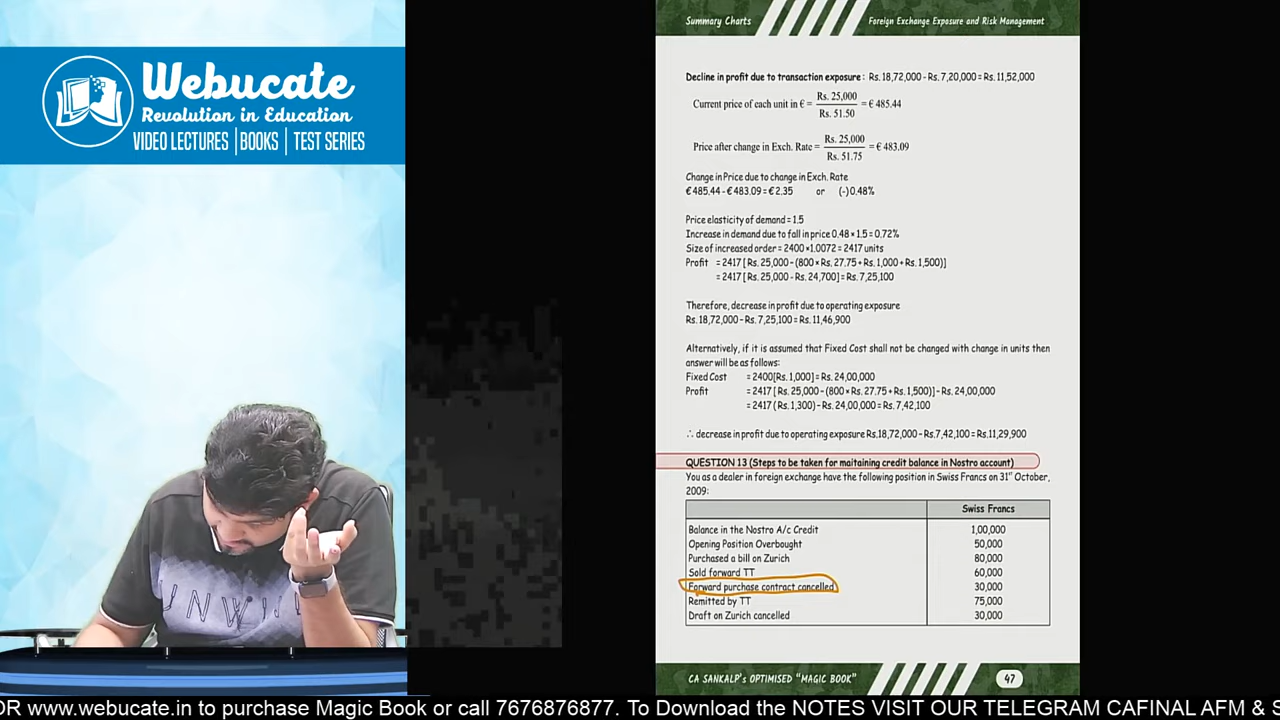 Webucate
Revolution in Education
VIDEO LECTURES | BOOKS | TEST SERIES
Summary Charts
Foreign Exchange Exposure and Risk Management
Decline in profit due to transaction exposure : Rs. 18,72,000 - Rs. 7,20,000 = Rs. 11,52,000
Current price of each unit in € = Rs. 25,000 / Rs. 51.50 = € 485.44
Price after change in Exch. Rate = Rs. 25,000 / Rs. 51.75 = € 483.09
Change in Price due to change in Exch. Rate
€ 485.44 - € 483.09 = € 2.35 or (-) 0.48%
Price elasticity of demand = 1.5
Increase in demand due to fall in price 0.48 × 1.5 = 0.72%
Size of increased order = 2400 ×1.0072 = 2417 units
Profit = 2417 [ Rs. 25,000 – (800 × Rs. 27.75 + Rs. 1,000 + Rs. 1,500)]
= 2417 [ Rs. 25,000 - Rs. 24,700] = Rs. 7,25,100
Therefore, decrease in profit due to operating exposure
Rs. 18,72,000 – Rs. 7,25,100 = Rs. 11,46,900
Alternatively, if it is assumed that Fixed Cost shall not be changed with change in units then
answer will be as follows:
Fixed Cost = 2400[Rs. 1,000] = Rs. 24,00,000
Profit = 2417 [ Rs. 25,000 – (800 × Rs. 27.75 + Rs. 1,500)] – Rs. 24,00,000
= 2417 ( Rs. 1,300) – Rs. 24,00,000 = Rs. 7,42,100
∴ decrease in profit due to operating exposure Rs.18,72,000 – Rs.7,42,100 = Rs.11,29,900
QUESTION 13 (Steps to be taken for maitaining credit balance in Nostro account)
You as a dealer in foreign exchange have the following position in Swiss Francs on 31st October,
2009:
Swiss Francs
Balance in the Nostro A/c Credit 1,00,000
Opening Position Overbought 50,000
Purchased a bill on Zurich 80,000
Sold forward TT 60,000
Forward purchase contract cancelled 30,000
Remitted by TT 75,000
Draft on Zurich cancelled 30,000
CA SANKALP's OPTIMISED "MAGIC BOOK"
47
OR www.webucate.in to purchase Magic Book or call 7676876877. To Download the NOTES VISIT OUR TELEGRAM CAFINAL AFM & S